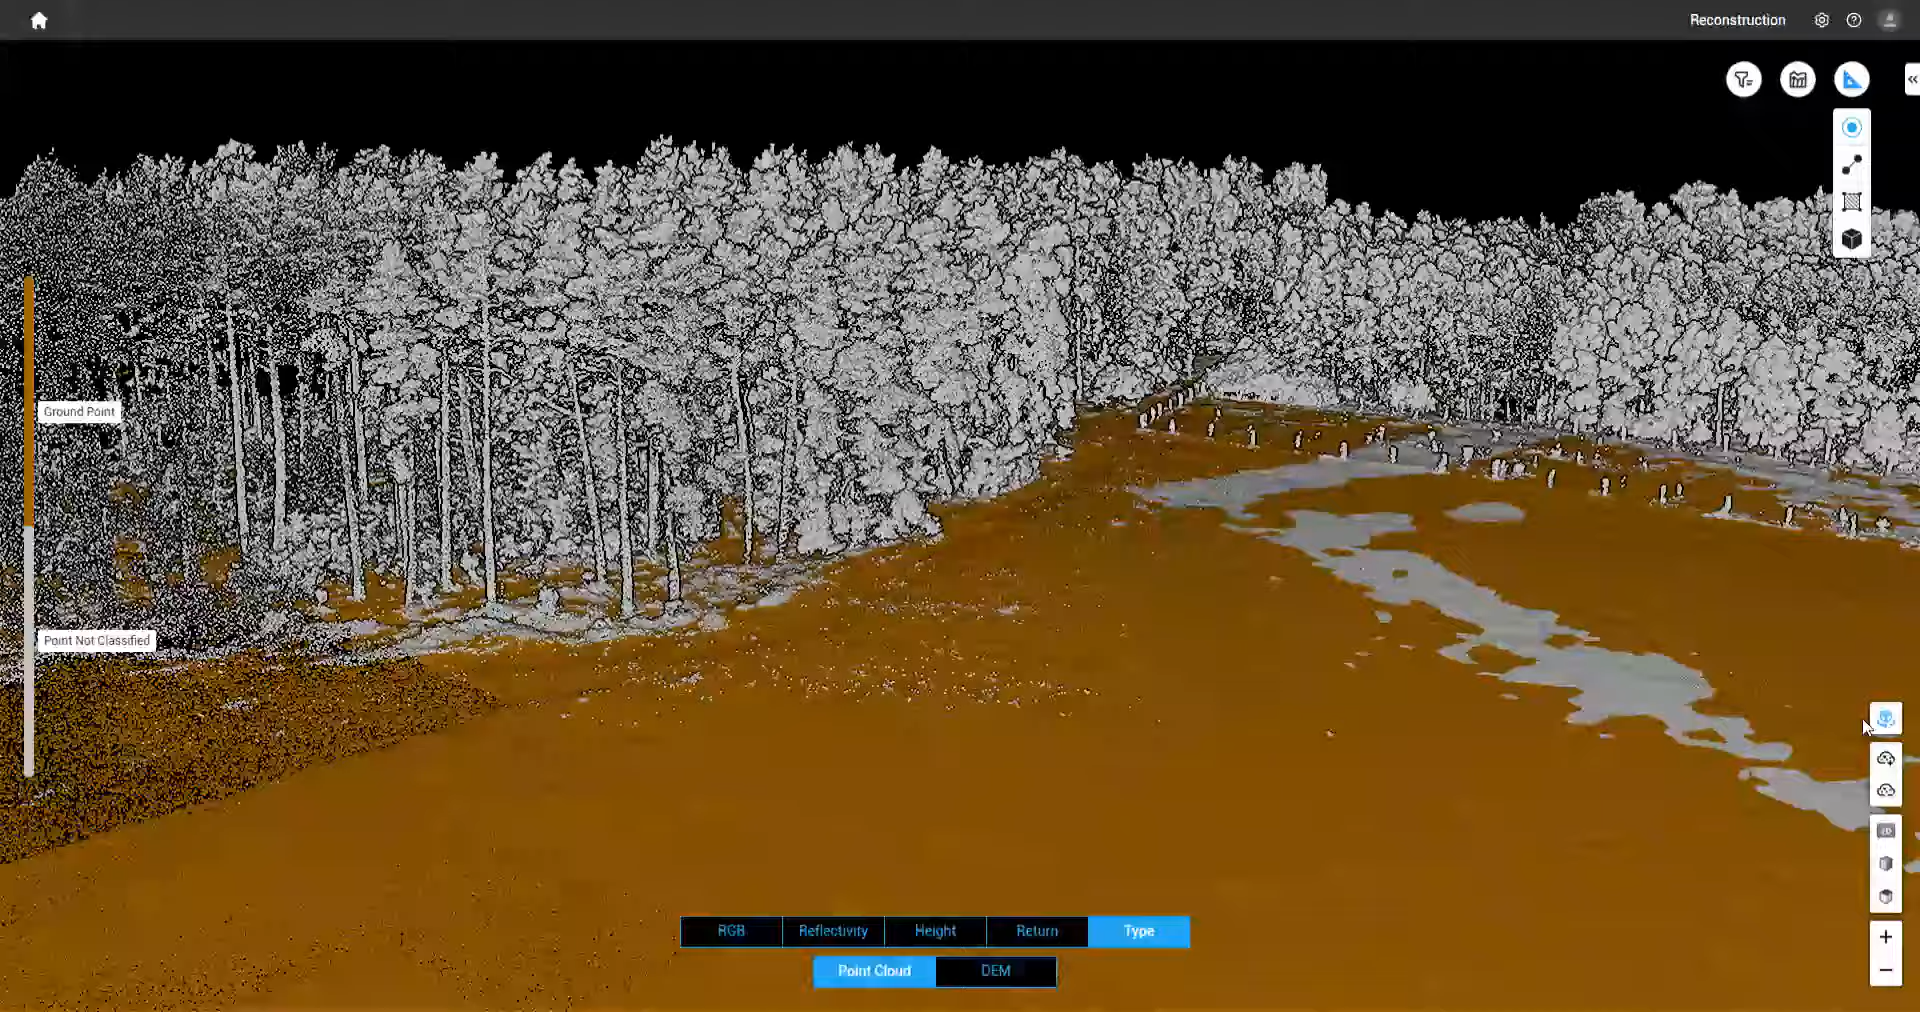 Reconstruction
Ground Point
Point Not Classified
RGB Reflectivity Height Return Type
Point Cloud DEM